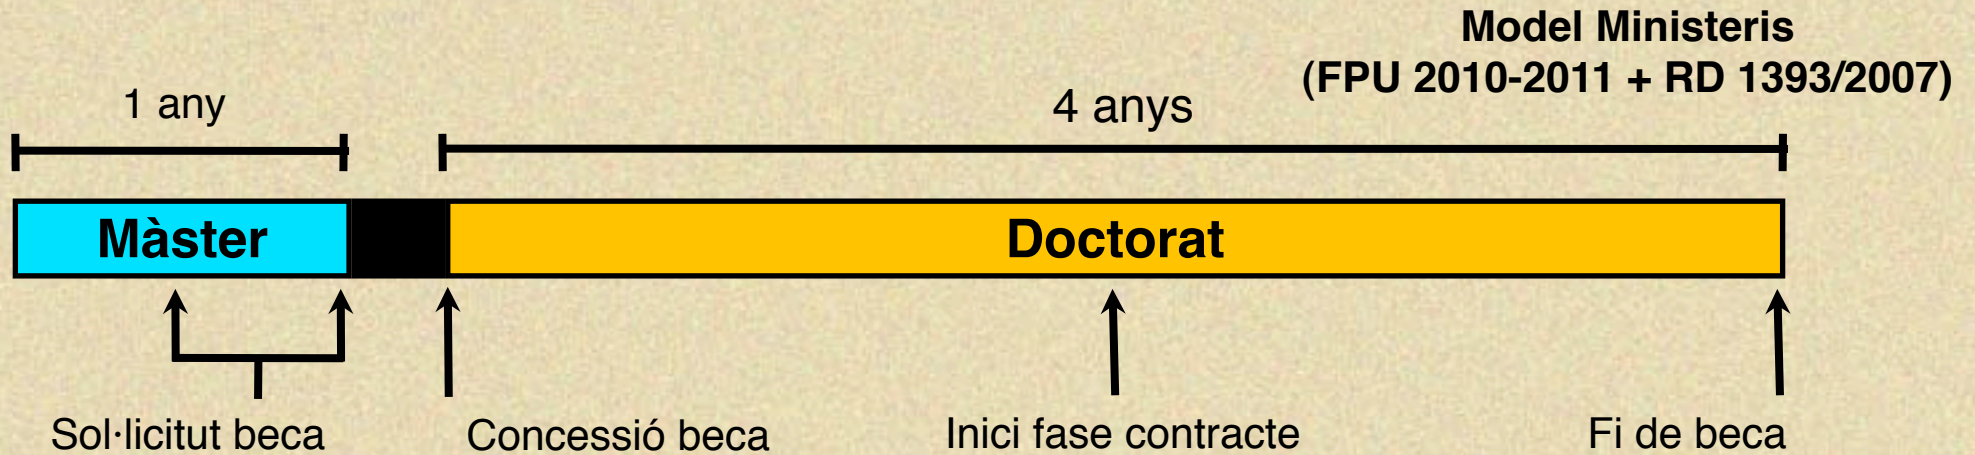 Model Ministeris
(FPU 2010-2011 + RD 1393/2007)
1 any
4 anys
Màster
Doctorat
Sol·licitut beca
Concessió beca
Inici fase contracte
Fi de beca